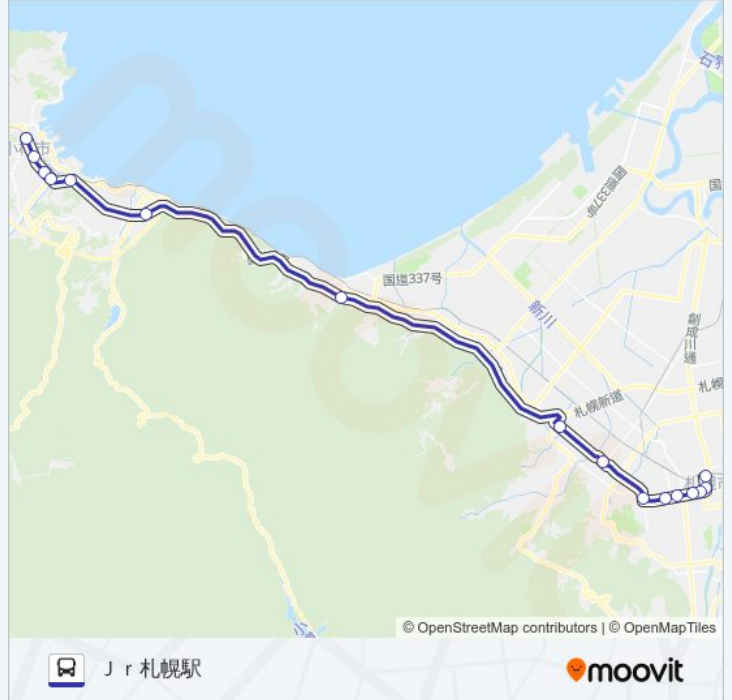 石狩
国道337号
国
小樽市
国道337号
新川
創成川通
札幌新道
札幌
札幌市
小
© OpenStreetMap contributors | © OpenMapTiles
Ｊｒ札幌駅
moovit